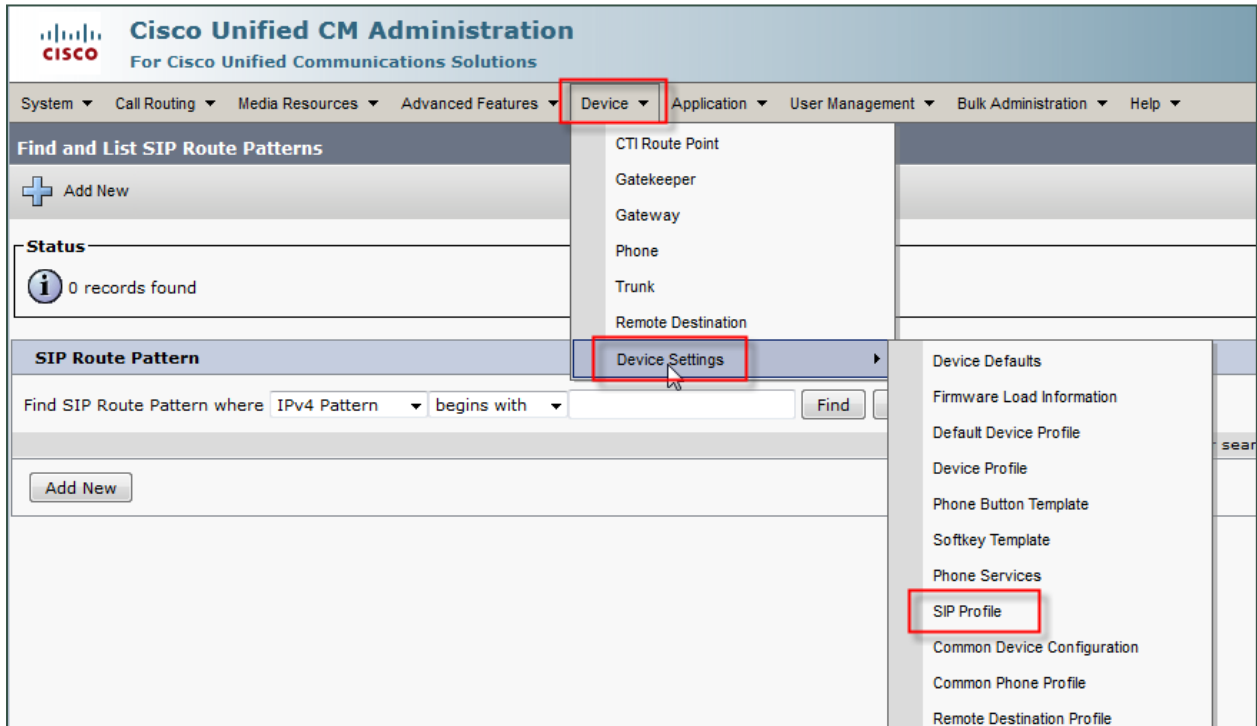 Cisco Unified CM Administration
CISCO
For Cisco Unified Communications Solutions
System Call Routing Media Resources Advanced Features Device Application User Management Bulk Administration Help
Find and List SIP Route Patterns
CTI Route Point
Gatekeeper
Add New
Gateway
Status
Phone
0 records found
Trunk
Remote Destination
SIP Route Pattern
Device Settings
Device Defaults
Find SIP Route Pattern where IPv4 Pattern begins with Find
Firmware Load Information
Default Device Profile
Device Profile
Add New
Phone Button Template
Softkey Template
Phone Services
SIP Profile
Common Device Configuration
Common Phone Profile
Remote Destination Profile